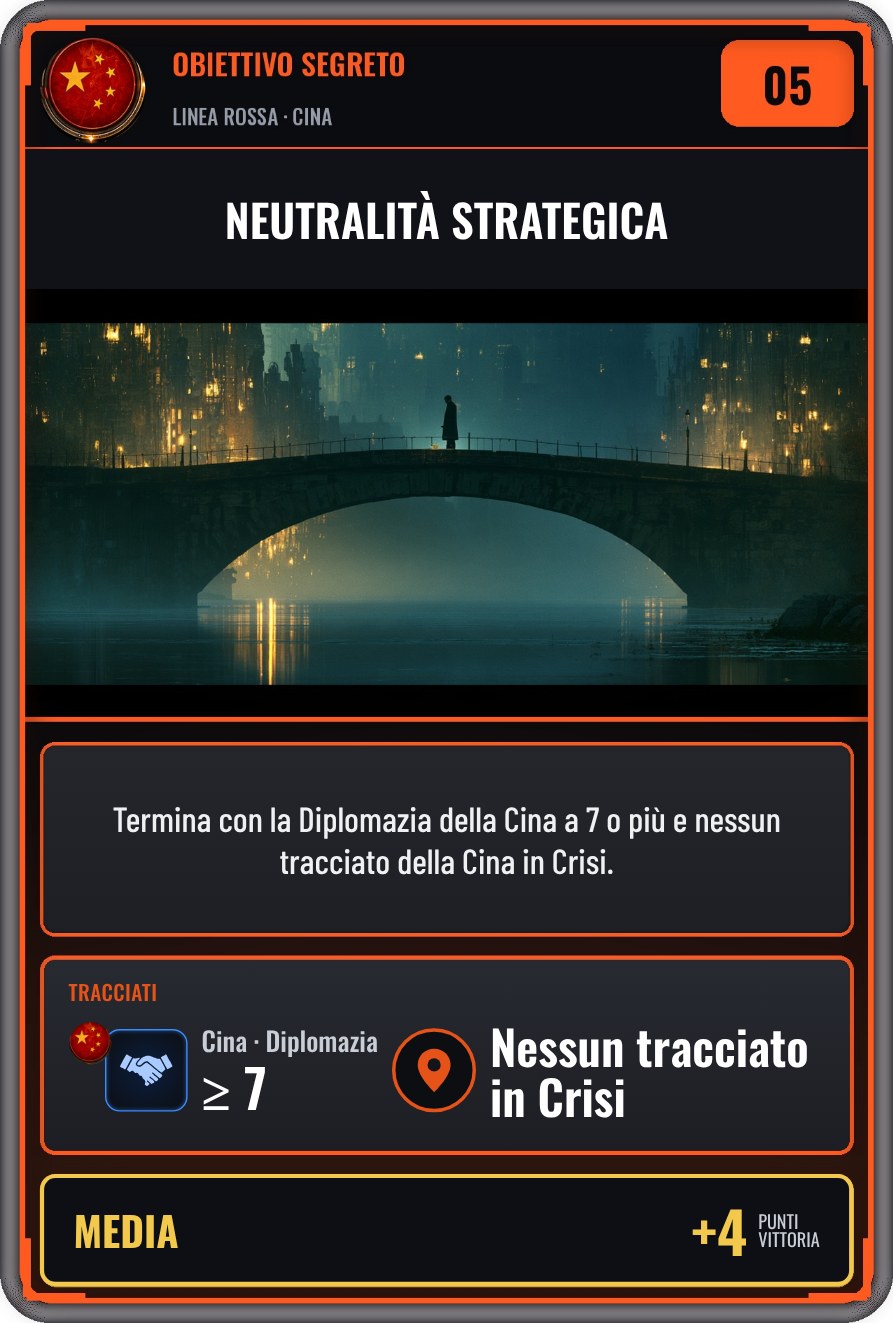 OBIETTIVO SEGRETO
LINEA ROSSA · CINA
05
NEUTRALITÀ STRATEGICA
Termina con la Diplomazia della Cina a 7 o più e nessun
tracciato della Cina in Crisi.
TRACCIATI
Cina · Diplomazia
≥ 7
Nessun tracciato
in Crisi
MEDIA
+4
PUNTI
VITTORIA